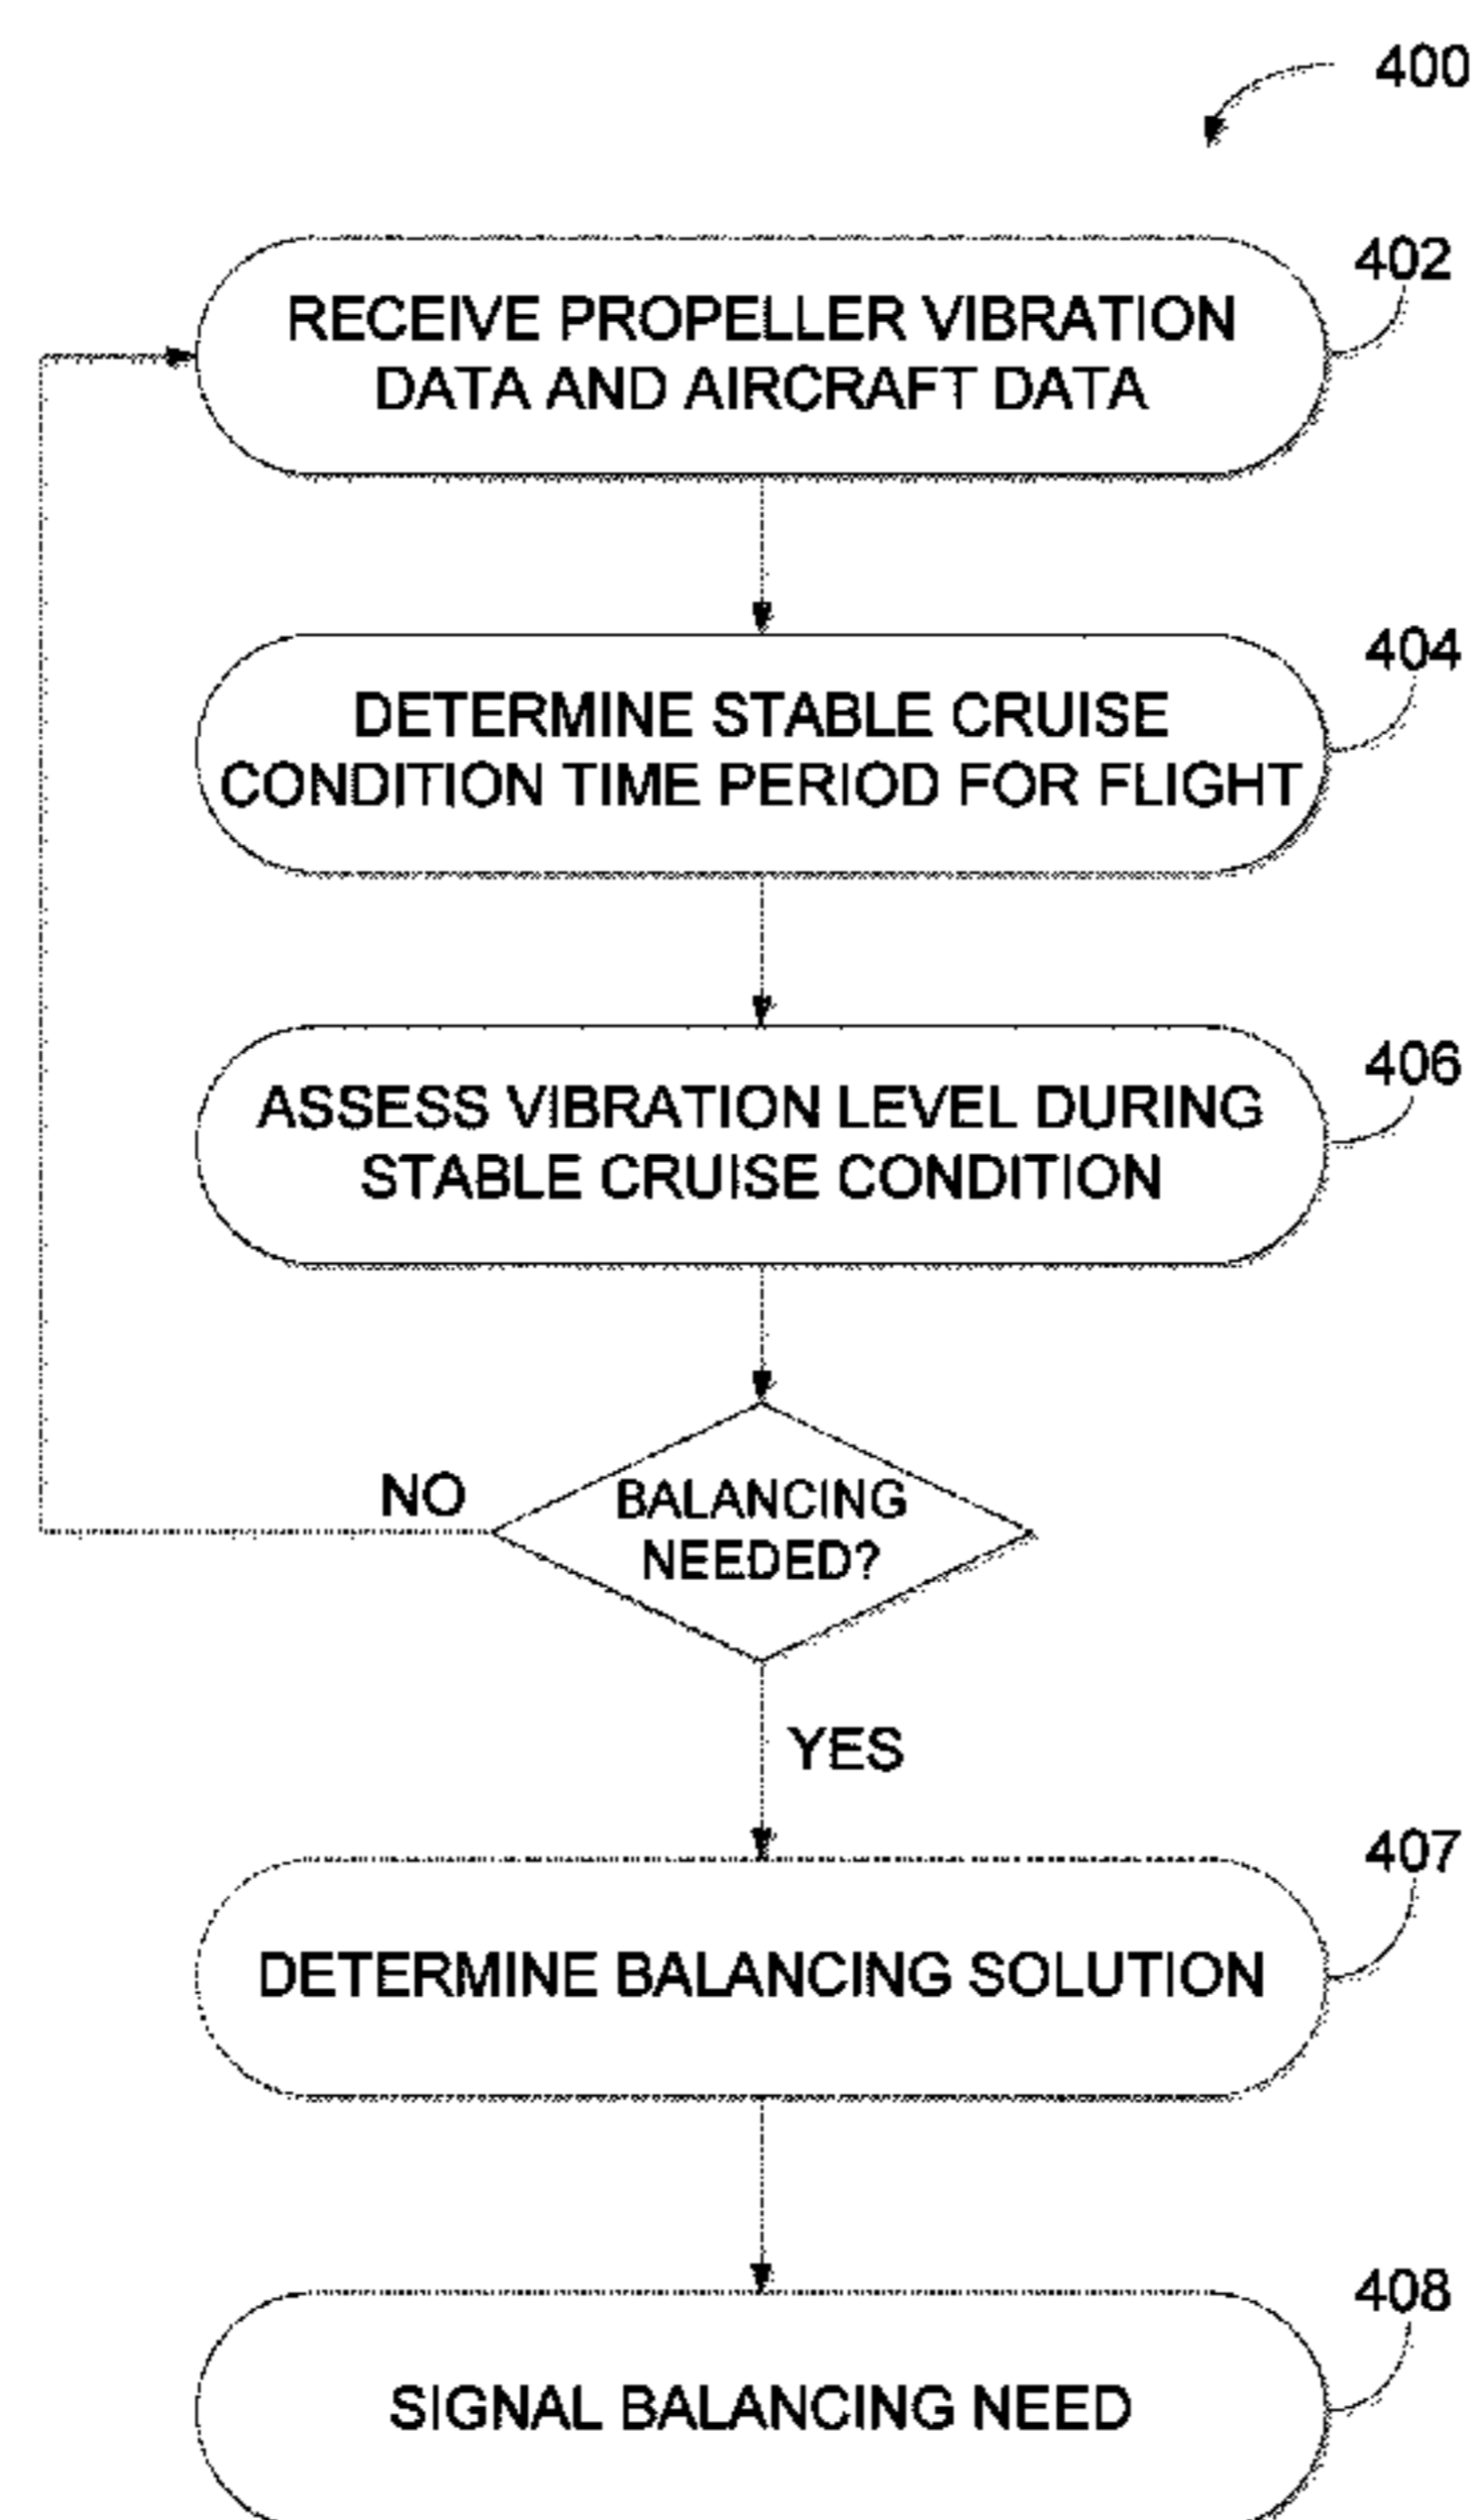 400
402
RECEIVE PROPELLER VIBRATION
DATA AND AIRCRAFT DATA
404
DETERMINE STABLE CRUISE
CONDITION TIME PERIOD FOR FLIGHT
406
ASSESS VIBRATION LEVEL DURING
STABLE CRUISE CONDITION
NO
BALANCING
NEEDED?
YES
407
DETERMINE BALANCING SOLUTION
408
SIGNAL BALANCING NEED